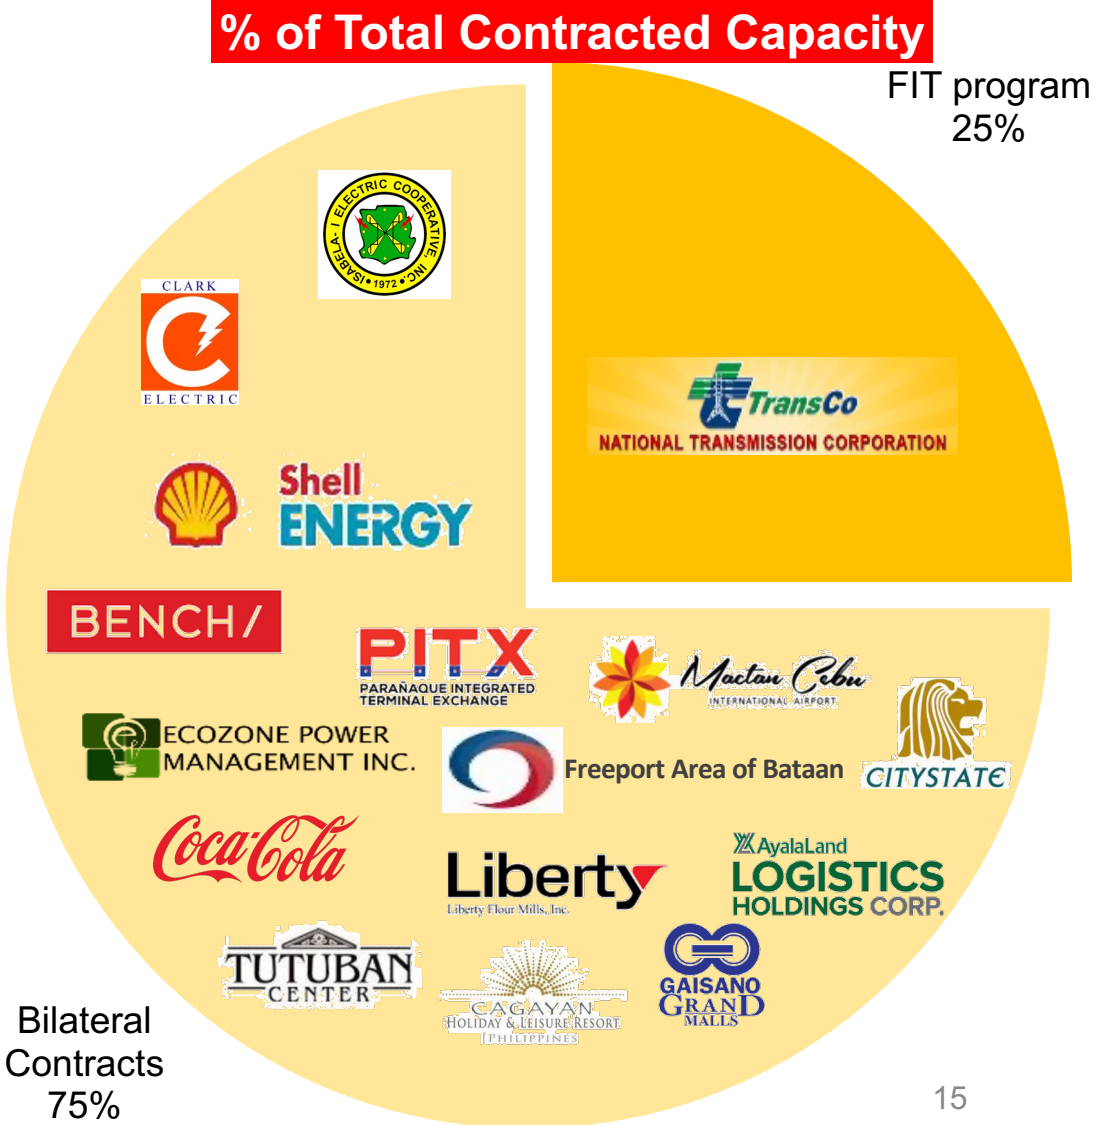 % of Total Contracted Capacity
FIT program
25%
ISABELA- I ELECTRIC COOPERATIVE, INC.
1972
CLARK
ELECTRIC
TransCo
NATIONAL TRANSMISSION CORPORATION
Shell
ENERGY
BENCH/
PITX
PARAÑAQUE INTEGRATED
TERMINAL EXCHANGE
Mactan Cebu
INTERNATIONAL AIRPORT
CITYSTATE
ECOZONE POWER
MANAGEMENT INC.
Freeport Area of Bataan
Coca-Cola
Liberty
Liberty Flour Mills, Inc.
AyalaLand
LOGISTICS
HOLDINGS CORP.
TUTUBAN
CENTER
CAGAYAN
HOLIDAY & LEISURE RESORT
PHILIPPINES
GAISANO
GRAND
MALLS
Bilateral
Contracts
75%
15